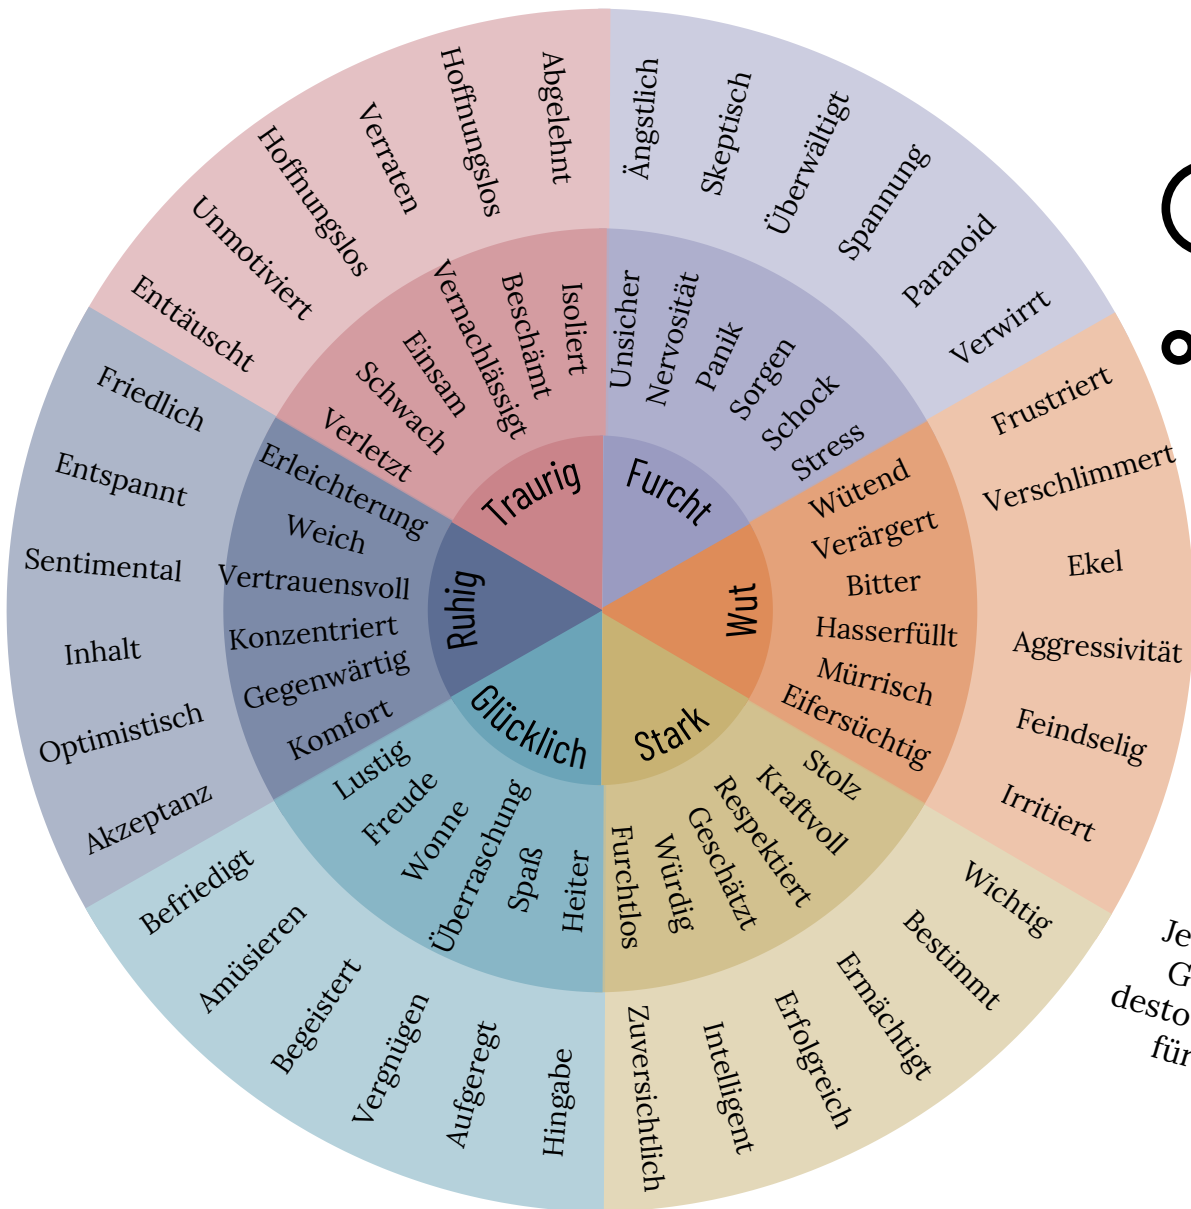 Traurig
Furcht
Wut
Stark
Glücklich
Ruhig
Verletzt
Schwach
Einsam
Vernachlässigt
Beschämt
Isoliert
Unsicher
Nervosität
Panik
Sorgen
Schock
Stress
Wütend
Verärgert
Bitter
Hasserfüllt
Mürrisch
Eifersüchtig
Stolz
Kraftvoll
Respektiert
Geschätzt
Würdig
Furchtlos
Heiter
Spaß
Überraschung
Wonne
Freude
Lustig
Komfort
Gegenwärtig
Konzentriert
Vertrauensvoll
Weich
Erleichterung
Enttäuscht
Unmotiviert
Hoffnungslos
Verraten
Hoffnungslos
Abgelehnt
Ängstlich
Skeptisch
Überwältigt
Spannung
Paranoid
Verwirrt
Frustriert
Verschlimmert
Ekel
Aggressivität
Feindselig
Irritiert
Wichtig
Bestimmt
Ermächtigt
Erfolgreich
Intelligent
Zuversichtlich
Hingabe
Aufgeregt
Vergnügen
Begeistert
Amüsieren
Befriedigt
Akzeptanz
Optimistisch
Inhalt
Sentimental
Entspannt
Friedlich
Je
G
desto
für